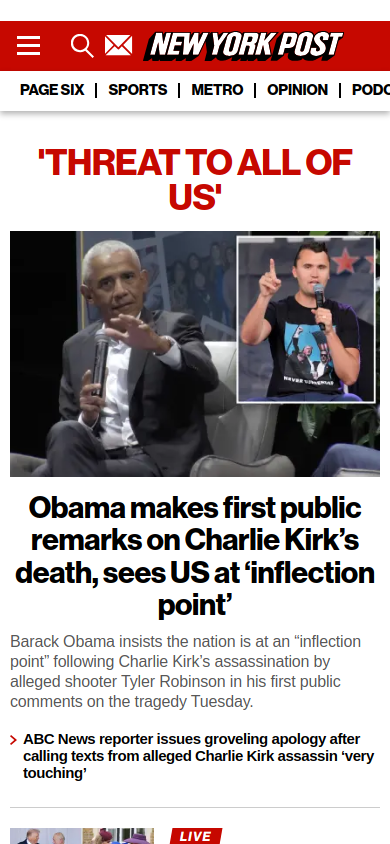 NEW YORK POST
PAGE SIX | SPORTS | METRO | OPINION | PODC
'THREAT TO ALL OF
US'
Obama makes first public
remarks on Charlie Kirk’s
death, sees US at ‘inflection
point’
Barack Obama insists the nation is at an “inflection
point” following Charlie Kirk’s assassination by
alleged shooter Tyler Robinson in his first public
comments on the tragedy Tuesday.
ABC News reporter issues groveling apology after
calling texts from alleged Charlie Kirk assassin ‘very
touching’
LIVE